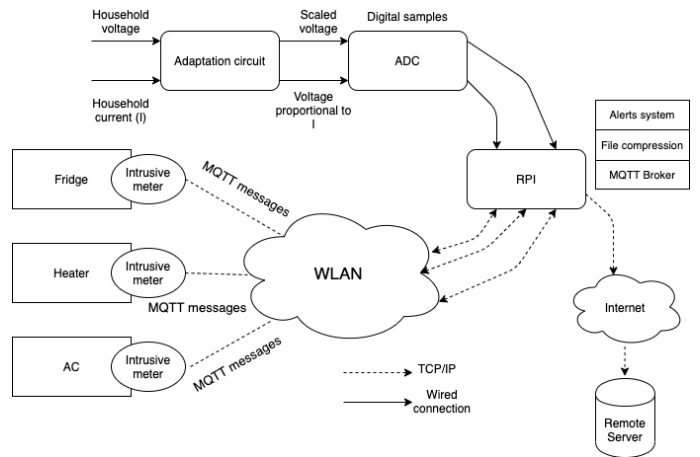 Household
voltage
Scaled
voltage
Digital samples
Adaptation circuit
ADC
Household
current (I)
Voltage
proportional to
I
Alerts system
File compression
MQTT Broker
RPI
Fridge
Intrusive
meter
MQTT messages
Heater
Intrusive
meter
MQTT messages
WLAN
AC
Intrusive
meter
MQTT messages
Internet
TCP/IP
Wired
connection
Remote
Server